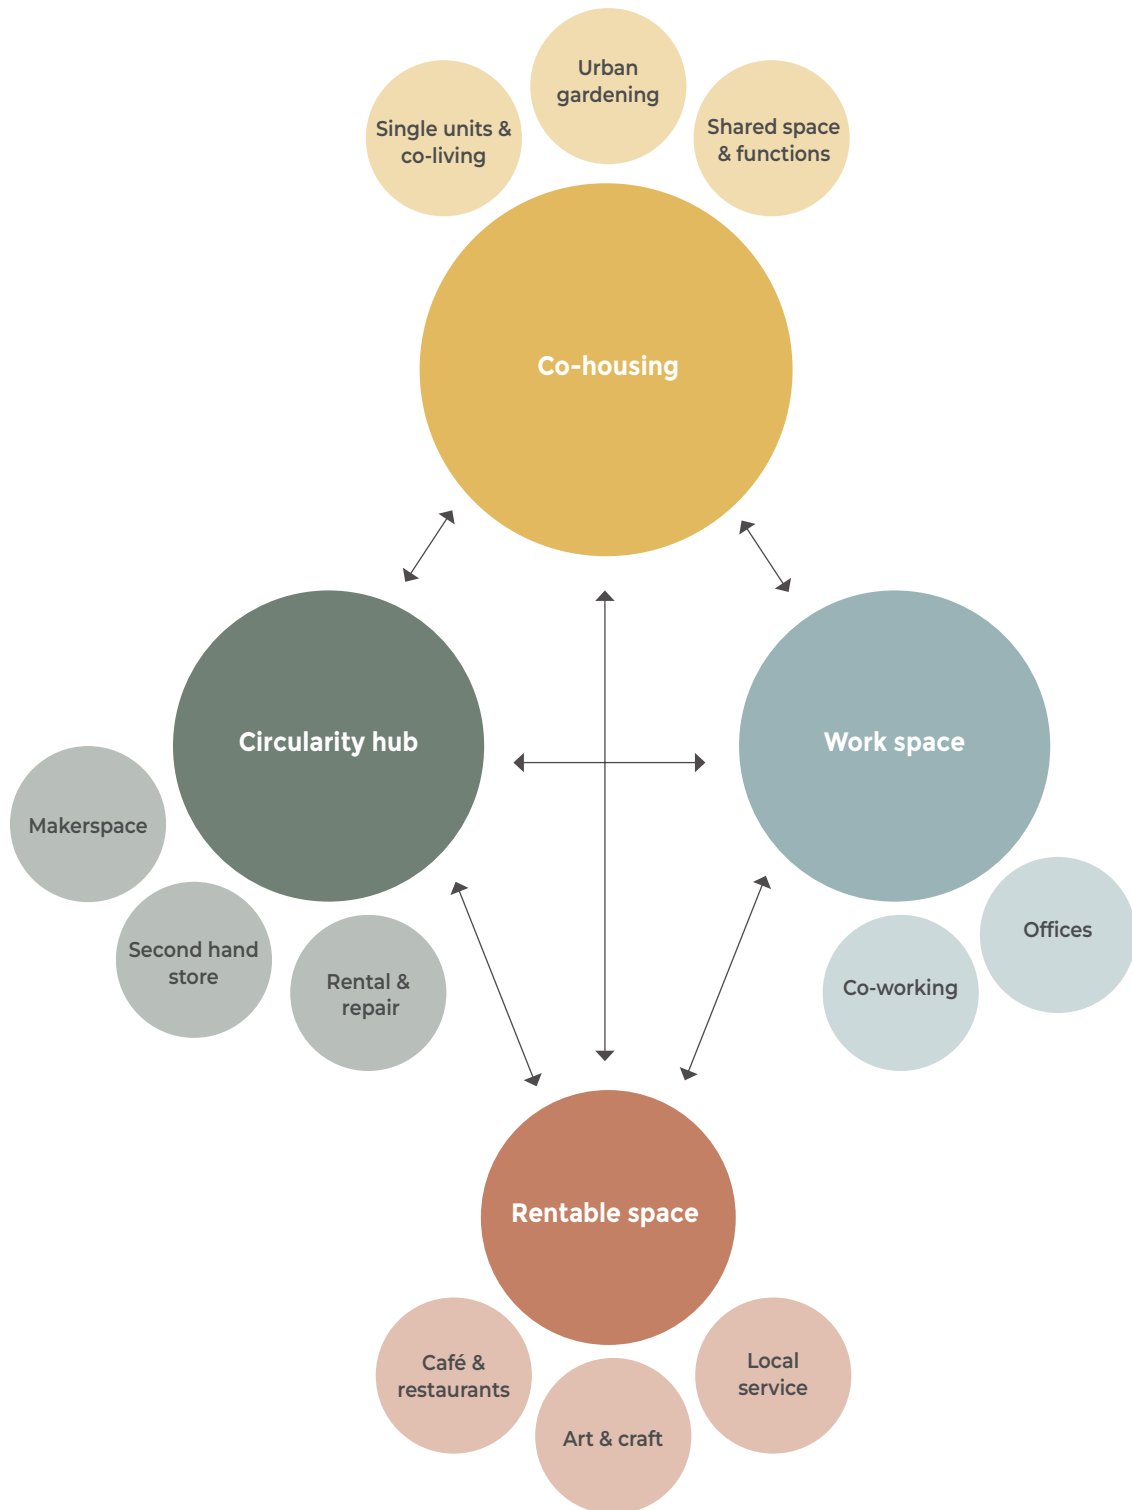 Urban
gardening
Single units &
co-living
Shared space
& functions
Co-housing
Circularity hub
Work space
Makerspace
Second hand
store
Rental &
repair
Offices
Co-working
Rentable space
Café &
restaurants
Art & craft
Local
service